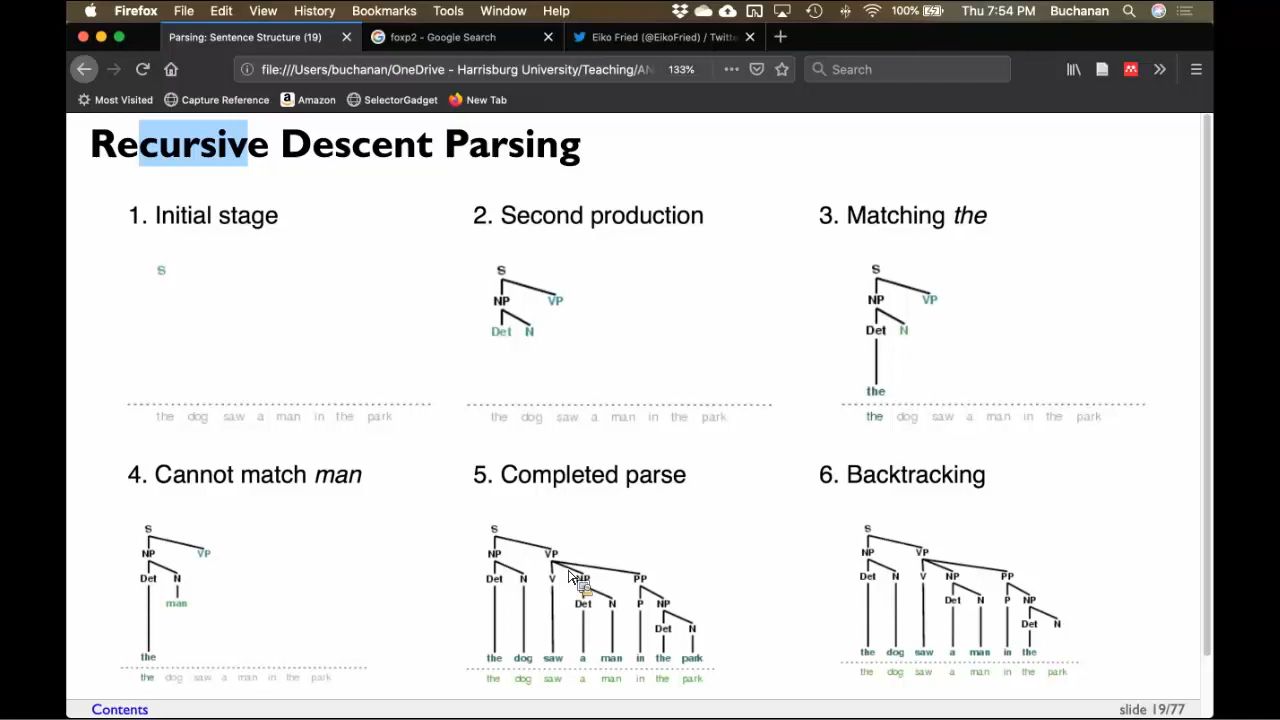 Firefox File Edit View History Bookmarks Tools Window Help 100% Thu 7:54 PM Buchanan
Parsing: Sentence Structure (19) foxp2 - Google Search Eiko Fried (@EikoFried) / Twitte
file:///Users/buchanan/OneDrive - Harrisburg University/Teaching/AN 133% Search
Most Visited Capture Reference Amazon SelectorGadget New Tab
Recursive Descent Parsing
1. Initial stage
S
the dog saw a man in the park
2. Second production
S
NP VP
Det N
the dog saw a man in the park
3. Matching the
S
NP VP
Det N
the
the dog saw a man in the park
4. Cannot match man
S
NP VP
Det N
man
the
the dog saw a man in the park
5. Completed parse
S
NP VP
Det N V NP PP
Det N P NP
Det N
the dog saw a man in the park
the dog saw a man in the park
6. Backtracking
S
NP VP
Det N V NP PP
Det N P NP
Det N
the dog saw a man in the
the dog saw a man in the park
Contents slide 19/77